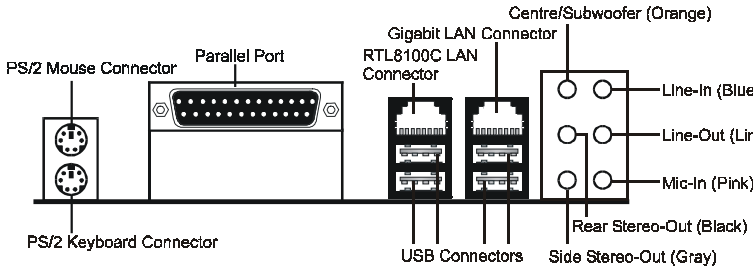 Centre/Subwoofer (Orange)
Gigabit LAN Connector
Parallel Port
RTL8100C LAN
Connector
PS/2 Mouse Connector
Line-In (Blue
Line-Out (Lir
Mic-In (Pink)
Rear Stereo-Out (Black)
PS/2 Keyboard Connector
USB Connectors
Side Stereo-Out (Gray)